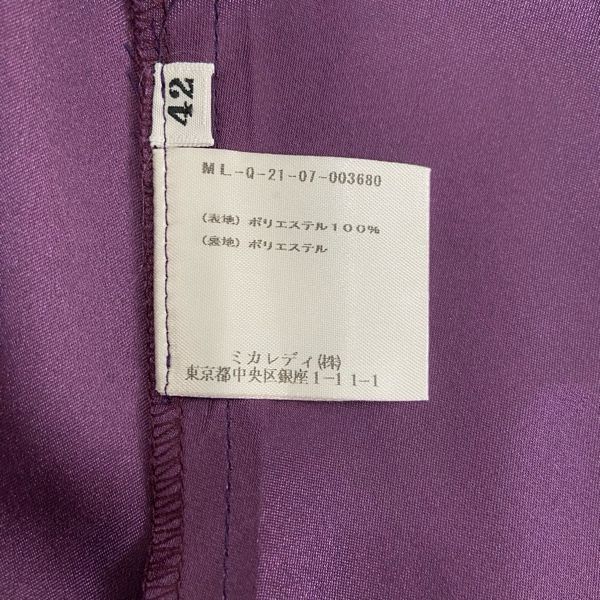 42
ML-Q-21-07-003680
(表地) ポリエステル100%
(裏地) ポリエステル
ミカレディ(株)
東京都中央区銀座1-11-1